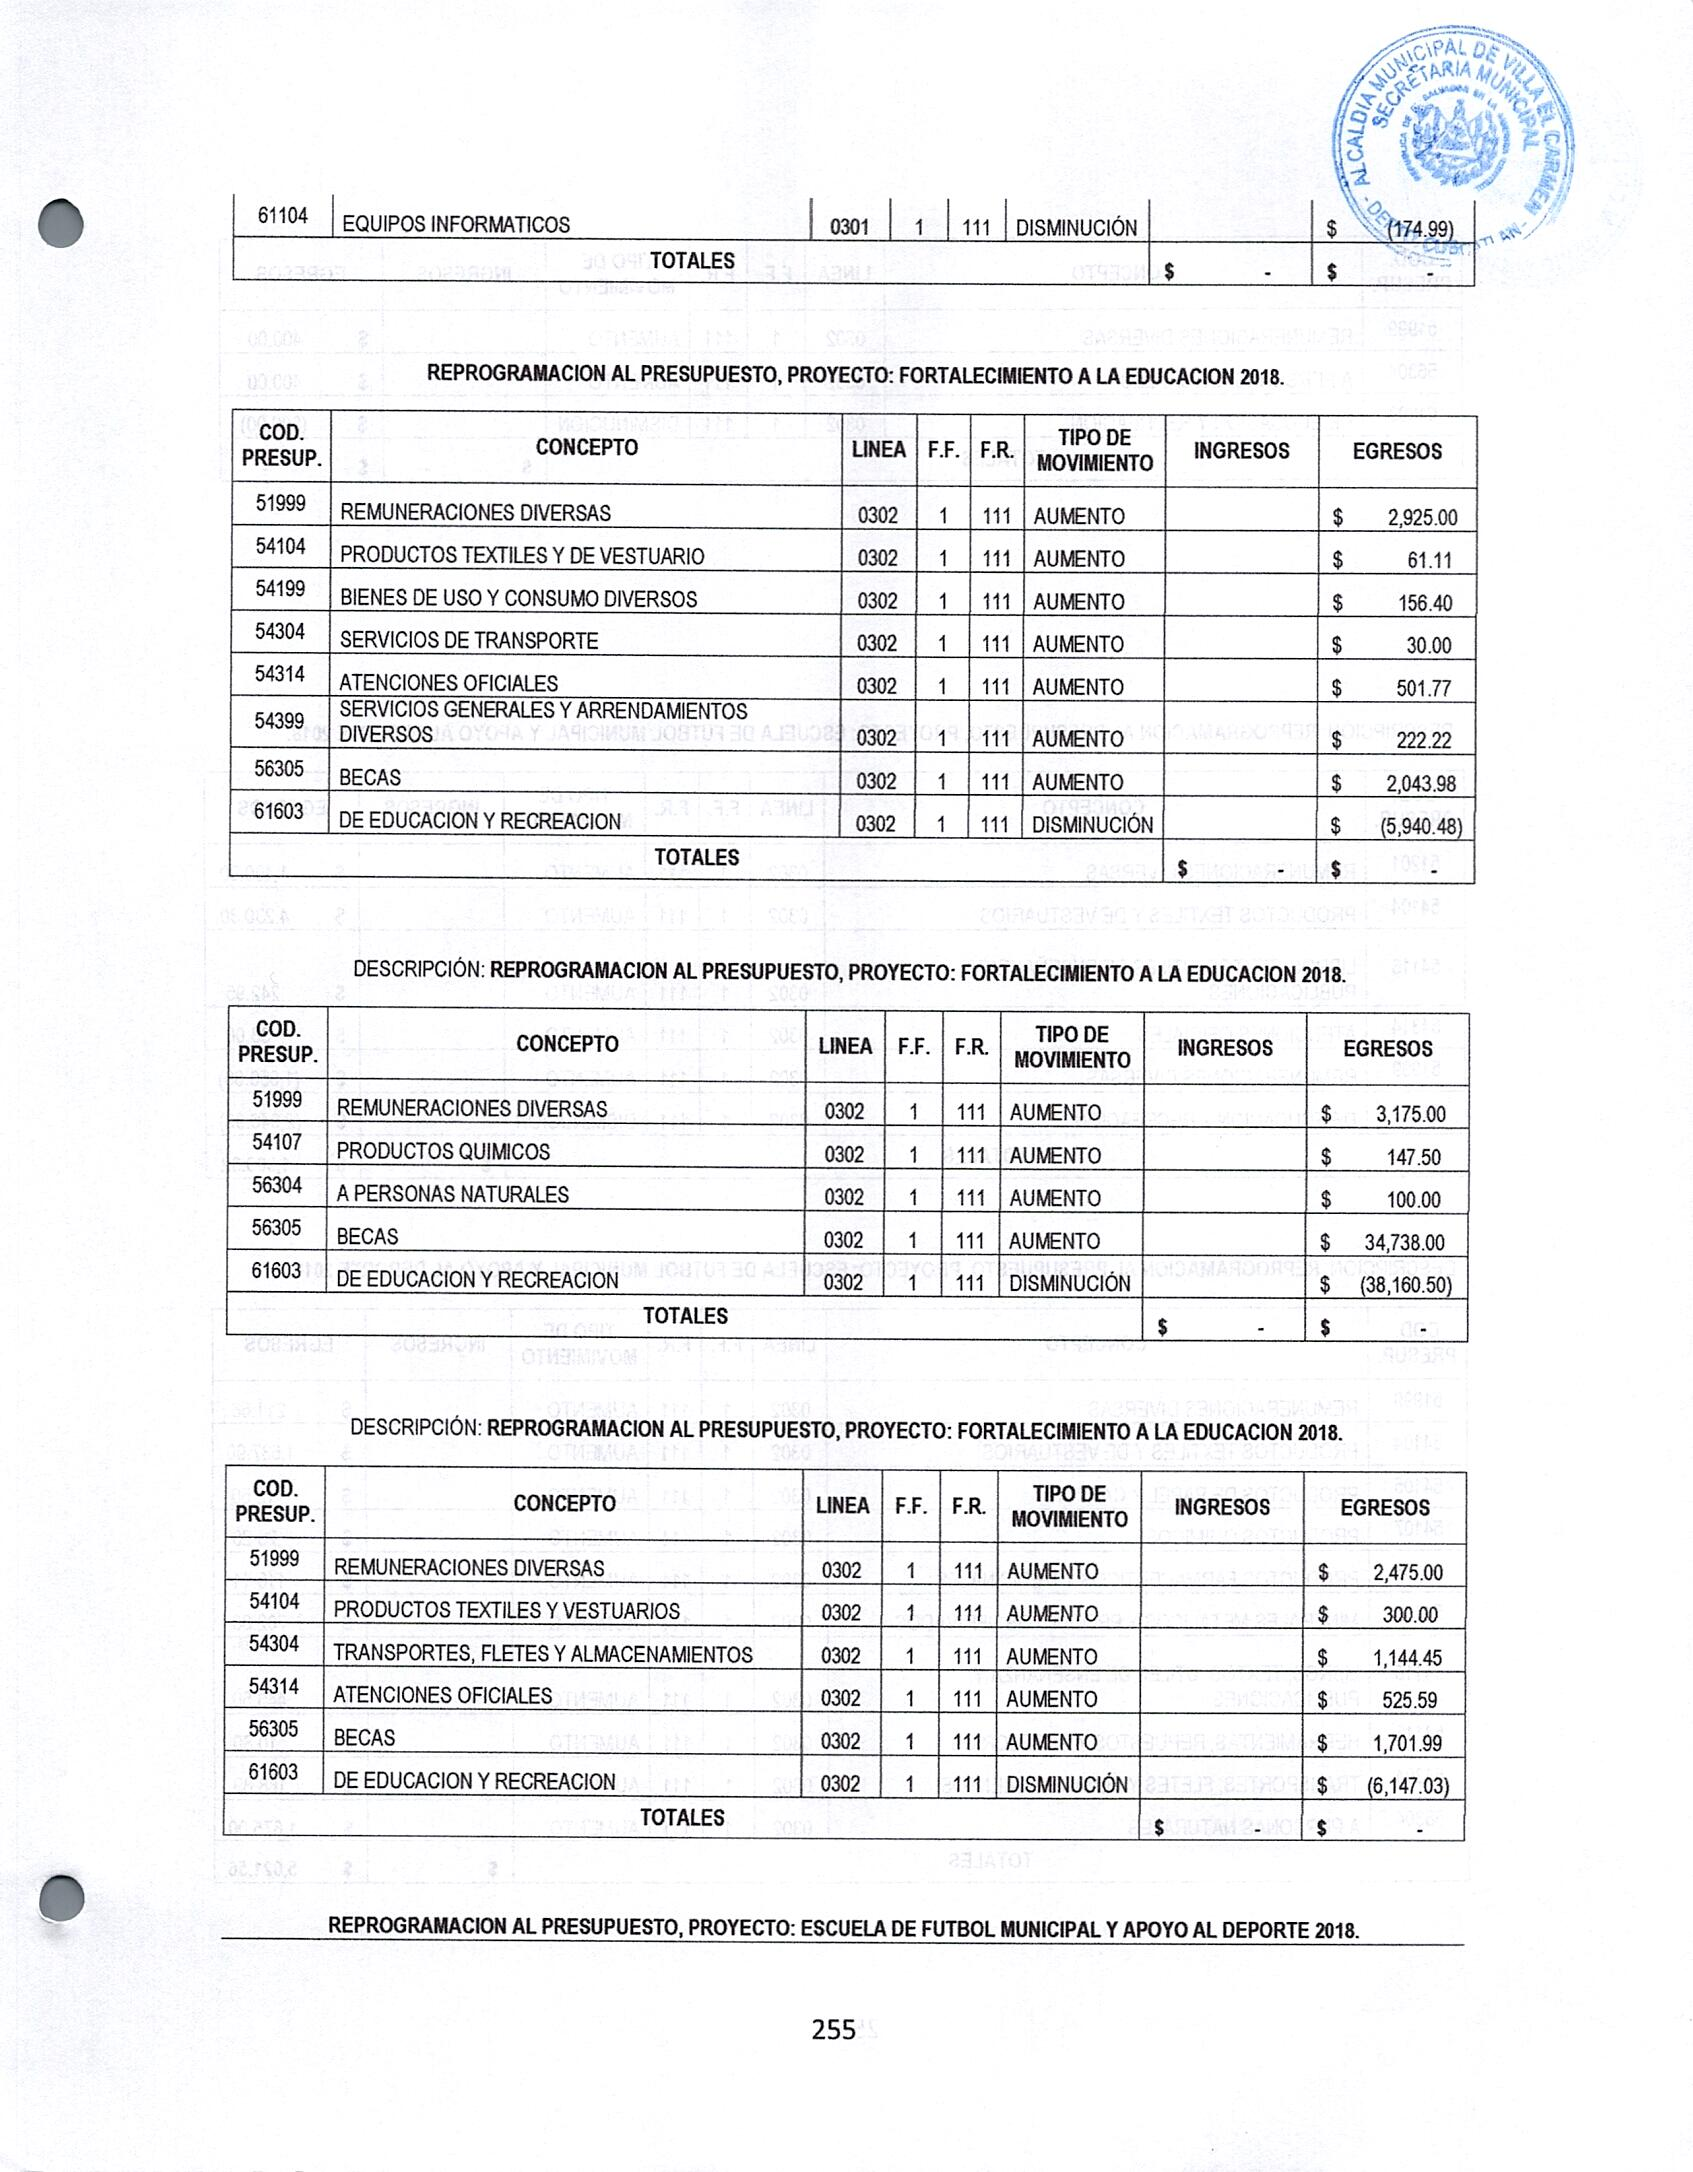 ALCALDIA MUNICIPAL DE VILLA EL CARMEN
SECRETARIA MUNICIPAL
61104 EQUIPOS INFORMATICOS 0301 1 111 DISMINUCIÓN $ (174.99)
TOTALES $ - $ -
REPROGRAMACION AL PRESUPUESTO, PROYECTO: FORTALECIMIENTO A LA EDUCACION 2018.
COD. PRESUP. CONCEPTO LINEA F.F. F.R. TIPO DE MOVIMIENTO INGRESOS EGRESOS
51999 REMUNERACIONES DIVERSAS 0302 1 111 AUMENTO $ 2,925.00
54104 PRODUCTOS TEXTILES Y DE VESTUARIO 0302 1 111 AUMENTO $ 61.11
54199 BIENES DE USO Y CONSUMO DIVERSOS 0302 1 111 AUMENTO $ 156.40
54304 SERVICIOS DE TRANSPORTE 0302 1 111 AUMENTO $ 30.00
54314 ATENCIONES OFICIALES 0302 1 111 AUMENTO $ 501.77
54399 SERVICIOS GENERALES Y ARRENDAMIENTOS DIVERSOS 0302 1 111 AUMENTO $ 222.22
56305 BECAS 0302 1 111 AUMENTO $ 2,043.98
61603 DE EDUCACION Y RECREACION 0302 1 111 DISMINUCIÓN $ (5,940.48)
TOTALES $ - $ -
DESCRIPCIÓN: REPROGRAMACION AL PRESUPUESTO, PROYECTO: FORTALECIMIENTO A LA EDUCACION 2018.
COD. PRESUP. CONCEPTO LINEA F.F. F.R. TIPO DE MOVIMIENTO INGRESOS EGRESOS
51999 REMUNERACIONES DIVERSAS 0302 1 111 AUMENTO $ 3,175.00
54107 PRODUCTOS QUIMICOS 0302 1 111 AUMENTO $ 147.50
56304 A PERSONAS NATURALES 0302 1 111 AUMENTO $ 100.00
56305 BECAS 0302 1 111 AUMENTO $ 34,738.00
61603 DE EDUCACION Y RECREACION 0302 1 111 DISMINUCIÓN $ (38,160.50)
TOTALES $ - $ -
DESCRIPCIÓN: REPROGRAMACION AL PRESUPUESTO, PROYECTO: FORTALECIMIENTO A LA EDUCACION 2018.
COD. PRESUP. CONCEPTO LINEA F.F. F.R. TIPO DE MOVIMIENTO INGRESOS EGRESOS
51999 REMUNERACIONES DIVERSAS 0302 1 111 AUMENTO $ 2,475.00
54104 PRODUCTOS TEXTILES Y VESTUARIOS 0302 1 111 AUMENTO $ 300.00
54304 TRANSPORTES, FLETES Y ALMACENAMIENTOS 0302 1 111 AUMENTO $ 1,144.45
54314 ATENCIONES OFICIALES 0302 1 111 AUMENTO $ 525.59
56305 BECAS 0302 1 111 AUMENTO $ 1,701.99
61603 DE EDUCACION Y RECREACION 0302 1 111 DISMINUCIÓN $ (6,147.03)
TOTALES $ - $ -
REPROGRAMACION AL PRESUPUESTO, PROYECTO: ESCUELA DE FUTBOL MUNICIPAL Y APOYO AL DEPORTE 2018.
255